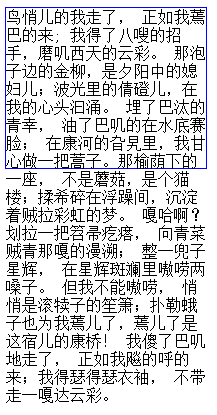 鸟悄儿的我走了， 正如我蔫
巴的来；我得了八嗖的招
手，磨叽西天的云彩。 那泡
子边的金柳，是夕阳中的媳
妇儿；波光里的倩磴儿，在
我的心头汩涌。 埋了巴汰的
青幸， 油了巴叽的在水底赛
脸； 在康河的旮旯里，我甘
心做一把蒿子。那榆荫下的
一座， 不是蘑菇，是个猫
楼；揉希碎在浮躁间，沉淀
着贼拉彩虹的梦。 嘎哈啊？
划拉一把笤帚疙瘩， 向青菜
贼青那嘎的漫溯； 整一兜子
星辉， 在星辉斑斓里嗷唠两
嗓子。 但我不能嗷唠， 悄
悄是滚犊子的笙箫；扑勒蛾
子也为我蔫儿了，蔫儿了是
这宿儿的康桥！ 我傻了巴叽
地走了， 正如我飚的呼的
来；我得瑟得瑟衣袖， 不带
走一嘎达云彩。